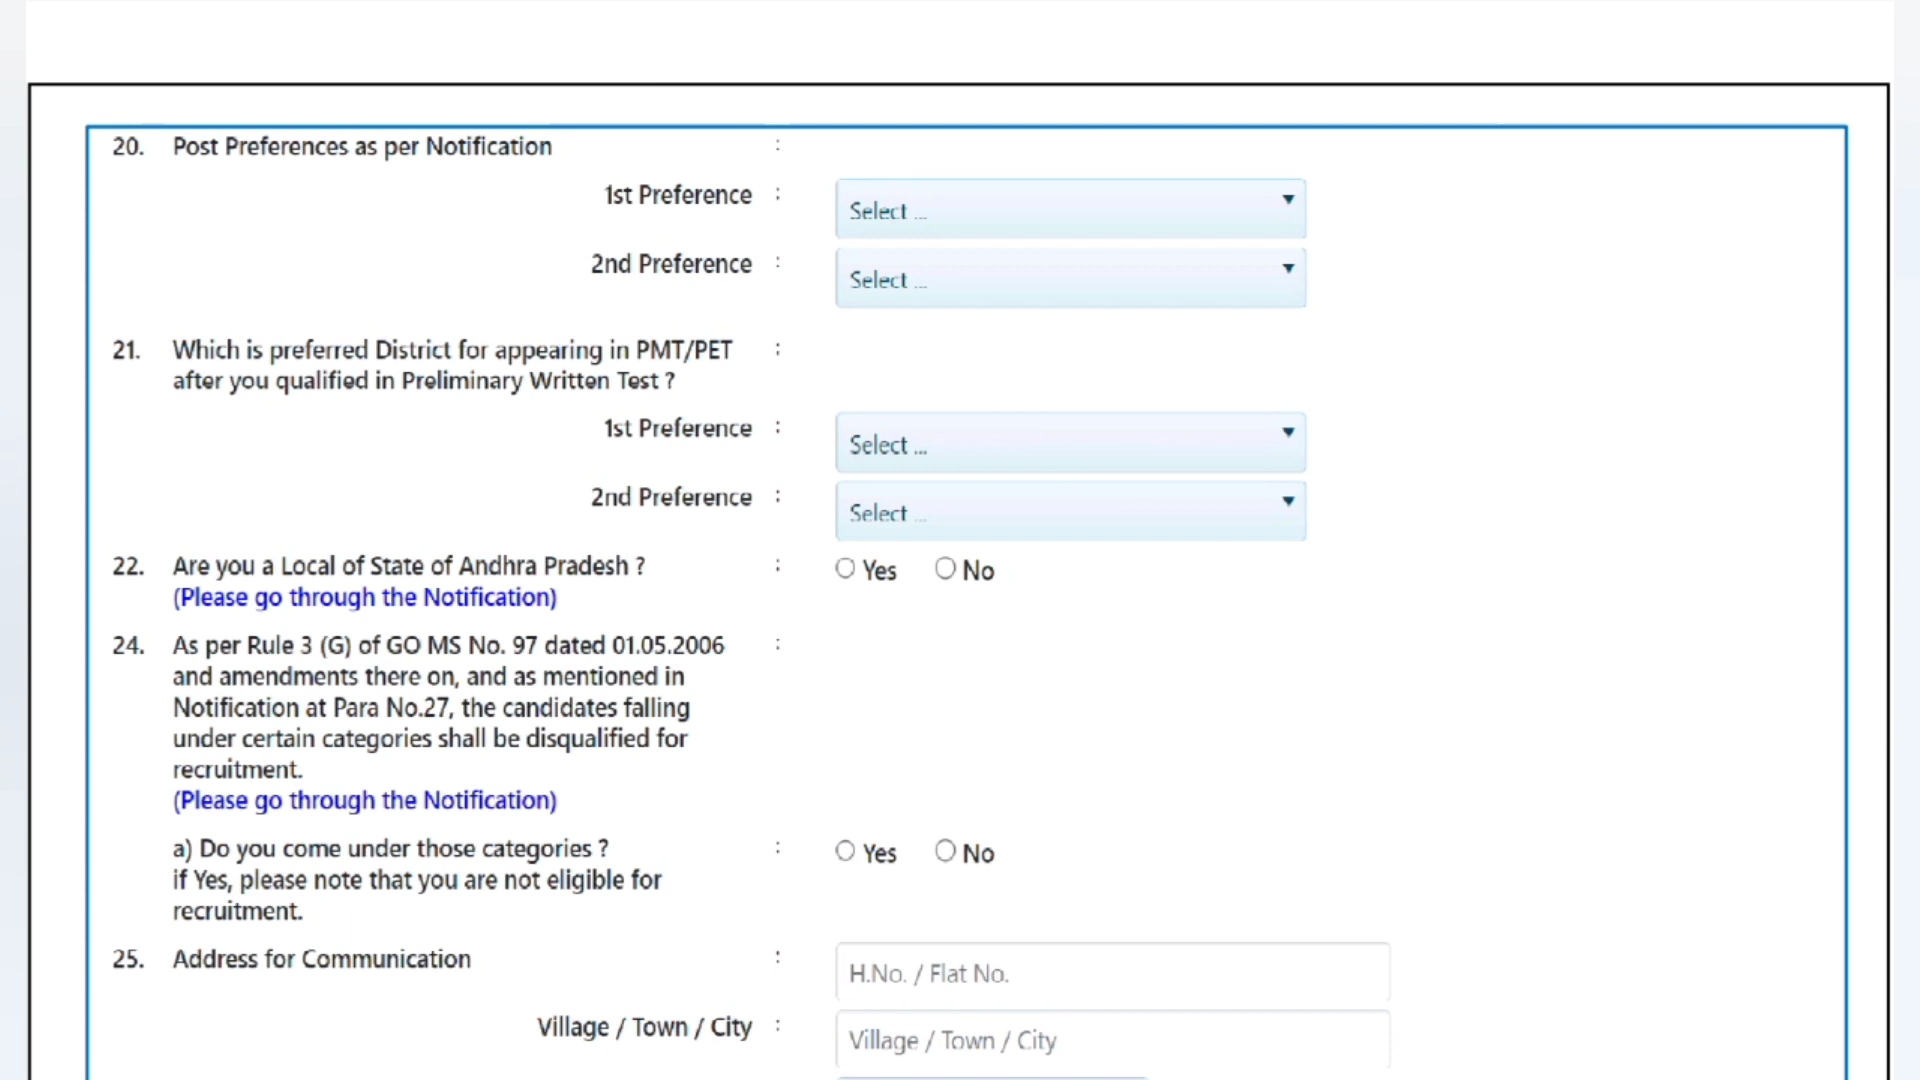 20. Post Preferences as per Notification :
1st Preference : Select ...
2nd Preference : Select ...
21. Which is preferred District for appearing in PMT/PET :
after you qualified in Preliminary Written Test ?
1st Preference : Select ...
2nd Preference : Select ...
22. Are you a Local of State of Andhra Pradesh ? : Yes No
(Please go through the Notification)
24. As per Rule 3 (G) of GO MS No. 97 dated 01.05.2006 :
and amendments there on, and as mentioned in
Notification at Para No.27, the candidates falling
under certain categories shall be disqualified for
recruitment.
(Please go through the Notification)
a) Do you come under those categories ? : Yes No
if Yes, please note that you are not eligible for
recruitment.
25. Address for Communication : H.No. / Flat No.
Village / Town / City : Village / Town / City